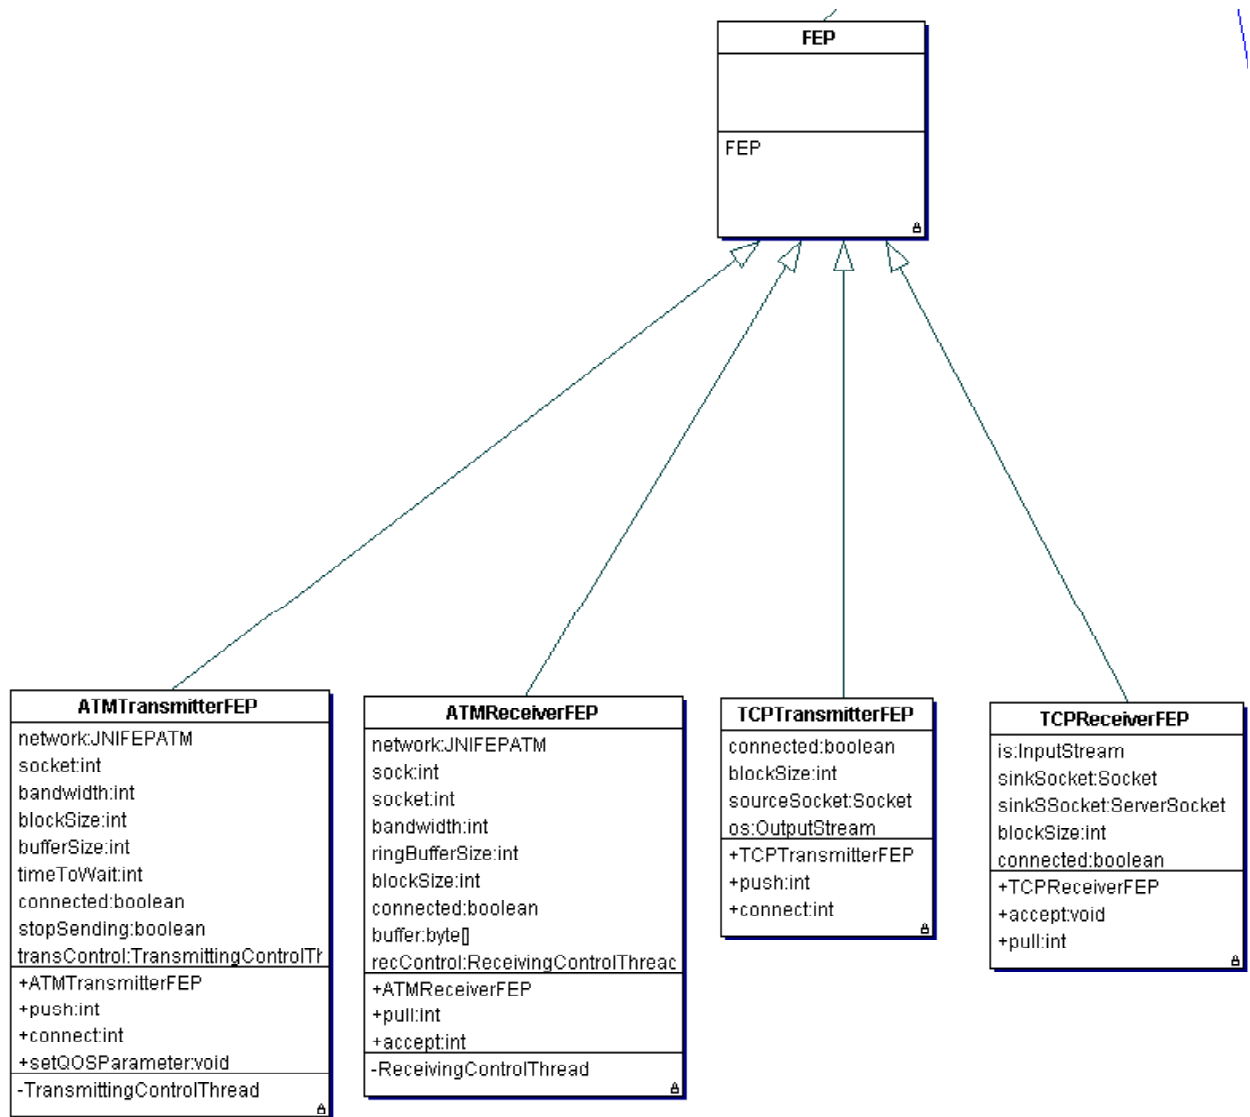 FEP
FEP
ATMTransmitterFEP
network:JNIFEPATM
socket:int
bandwidth:int
blockSize:int
bufferSize:int
timeToWait:int
connected:boolean
stopSending:boolean
transControl:TransmittingControlTh
+ATMTransmitterFEP
+push:int
+connect:int
+setQOSParameter:void
-TransmittingControlThread
ATMReceiverFEP
network:JNIFEPATM
sock:int
socket:int
bandwidth:int
ringBufferSize:int
blockSize:int
connected:boolean
buffer:byte[]
recControl:ReceivingControlThread
+ATMReceiverFEP
+pull:int
+accept:int
-ReceivingControlThread
TCPTransmitterFEP
connected:boolean
blockSize:int
sourceSocket:Socket
os:OutputStream
+TCPTransmitterFEP
+push:int
+connect:int
TCPReceiverFEP
is:InputStream
sinkSocket:Socket
sinkSSocket:ServerSocket
blockSize:int
connected:boolean
+TCPReceiverFEP
+accept:void
+pull:int